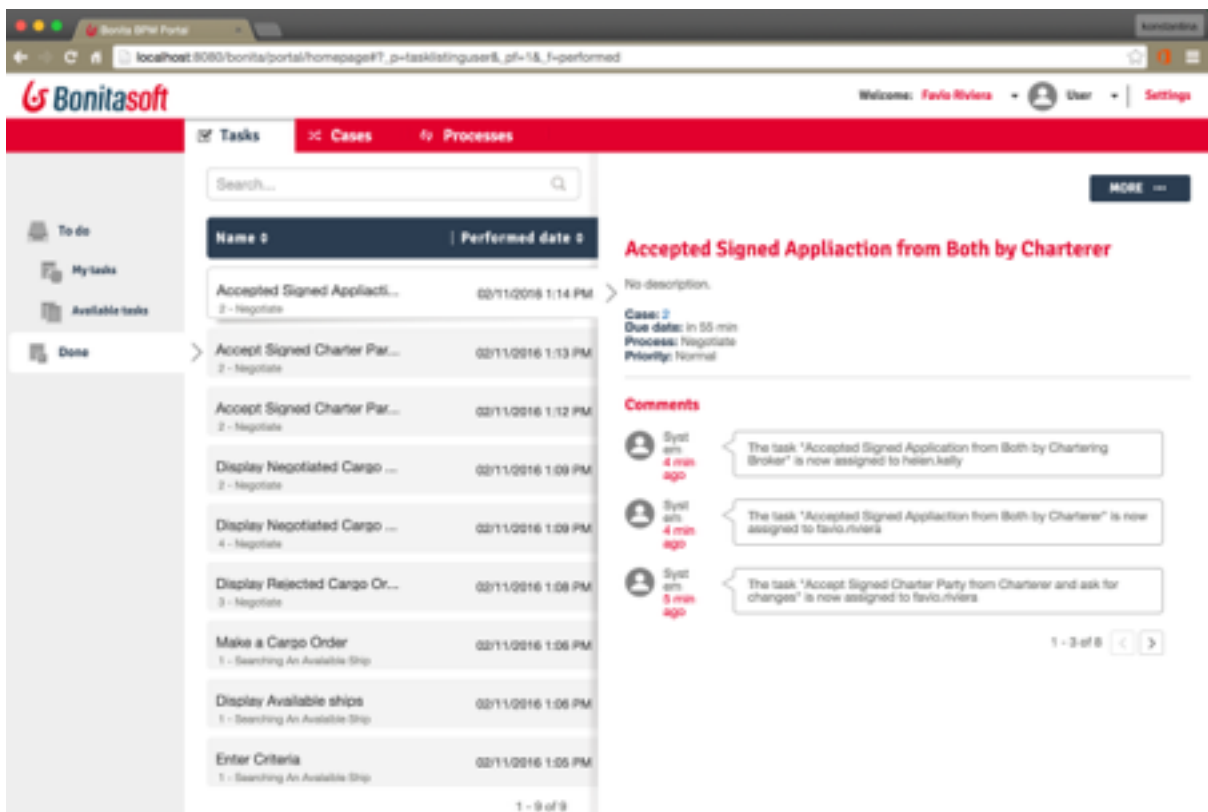 Bonita BPM Portal
konstantina
localhost:8080/bonita/portal/homepage#?_p=tasklistinguser&_pf=1&_f=performed
Bonitasoft
Welcome: Favio Riviera
User
Settings
Tasks
Cases
Processes
Search...
MORE ...
To do
My tasks
Available tasks
Done
Name
Performed date
Accepted Signed Appliacti...
02/11/2016 1:14 PM
2 - Negotiate
Accept Signed Charter Par...
02/11/2016 1:13 PM
2 - Negotiate
Accept Signed Charter Par...
02/11/2016 1:12 PM
2 - Negotiate
Display Negotiated Cargo ...
02/11/2016 1:09 PM
2 - Negotiate
Display Negotiated Cargo ...
02/11/2016 1:09 PM
4 - Negotiate
Display Rejected Cargo Or...
02/11/2016 1:08 PM
3 - Negotiate
Make a Cargo Order
02/11/2016 1:06 PM
1 - Searching An Avalaible Ship
Display Available ships
02/11/2016 1:06 PM
1 - Searching An Avalaible Ship
Enter Criteria
02/11/2016 1:05 PM
1 - Searching An Avalaible Ship
1 - 9 of 9
Accepted Signed Appliaction from Both by Charterer
No description.
Case: 2
Due date: in 55 min
Process: Negotiate
Priority: Normal
Comments
Syst
em
4 min
ago
The task "Accepted Signed Application from Both by Chartering
Broker" is now assigned to helen.kelly
Syst
em
4 min
ago
The task "Accepted Signed Appliaction from Both by Charterer" is now
assigned to favio.riviera
Syst
em
5 min
ago
The task "Accept Signed Charter Party from Charterer and ask for
changes" is now assigned to favio.riviera
1 - 3 of 8